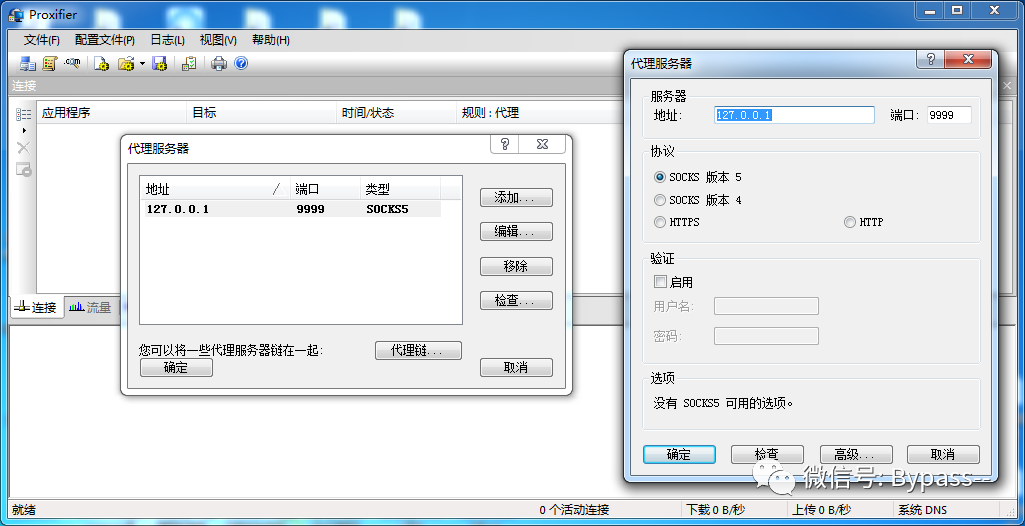 Proxifier
文件(F) 配置文件(P) 日志(L) 视图(V) 帮助(H)
连接
应用程序 目标 时间/状态 规则 : 代理
代理服务器
地址 / 端口 类型
127.0.0.1 9999 SOCKS5
添加...
编辑...
移除
检查...
您可以将一些代理服务器链在一起:
代理链...
确定
取消
连接 流量
代理服务器
服务器
地址: 127.0.0.1 端口: 9999
协议
SOCKS 版本 5
SOCKS 版本 4
HTTPS HTTP
验证
启用
用户名:
密码:
选项
没有 SOCKS5 可用的选项。
确定 检查 高级... 取消
微信号: Bypass--
就绪 0 个活动连接 下载 0 B/秒 上传 0 B/秒 系统 DNS